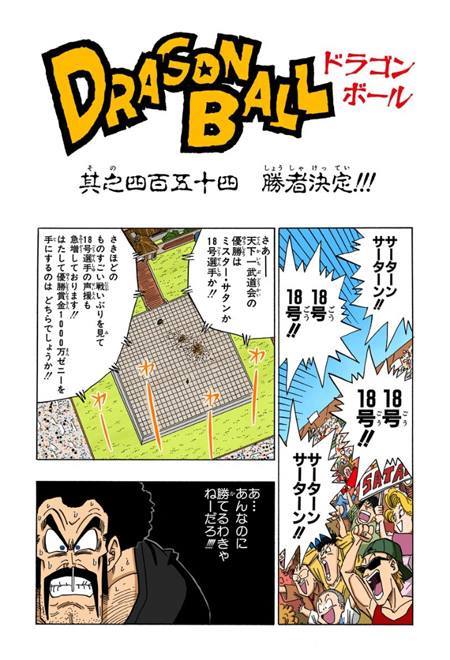 DRAGON
BALL
ドラゴン
ボール
其之四百五十四 勝者決定!!!
サーターン
サーターン!!
18号
18号!!
18号
18号!!
サーターン
サーターン!!
SATA
さあ――
天下一武道会の
優勝は
ミスター・サタンか
18号選手か!!
さきほどの
ものすごい戦いぶりを見て
18号選手の声援も
急増しております!!
はたして優勝賞金1000万ゼニーを
手にするのは どちらでしょうか!!
わ
わ
わ
わ
あ…
あんなのに
勝てるわきゃ
ねーだろ!!!!